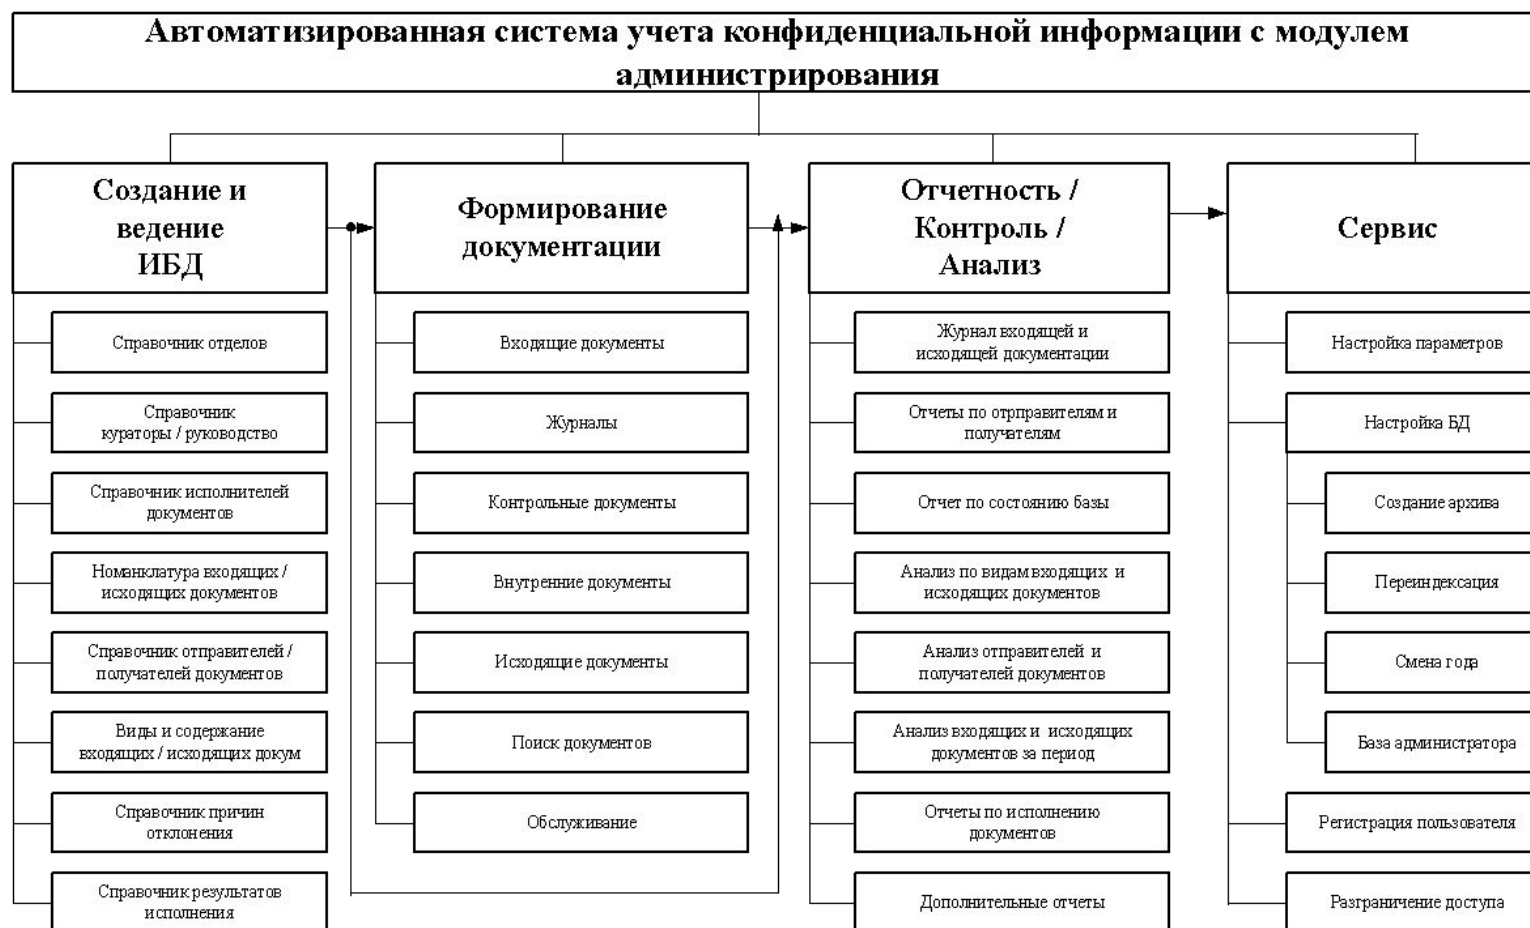 Автоматизированная система учета конфиденциальной информации с модулем
администрирования
Создание и
ведение
ИБД
Справочник отделов
Справочник
кураторы / руководство
Справочник исполнителей
документов
Номанклатура входящих /
исходящих документов
Справочник отправителей /
получателей документов
Виды и содержание
входящих / исходящих докум
Справочник причин
отклонения
Справочник результатов
исполнения
Формирование
документации
Входящие документы
Журналы
Контрольные документы
Внутренние документы
Исходящие документы
Поиск документов
Обслуживание
Отчетность /
Контроль /
Анализ
Журнал входящей и
исходящей документации
Отчеты по отрправителям и
получателям
Отчет по состоянию базы
Анализ по видам входящих и
исходящих документов
Анализ отправителей и
получателей документов
Анализ входящих и исходящих
документов за период
Отчеты по исполнению
документов
Дополнительные отчеты
Сервис
Настройка параметров
Настройка БД
Создание архива
Переиндексация
Смена года
База администратора
Регистрация пользователя
Разграничение доступа